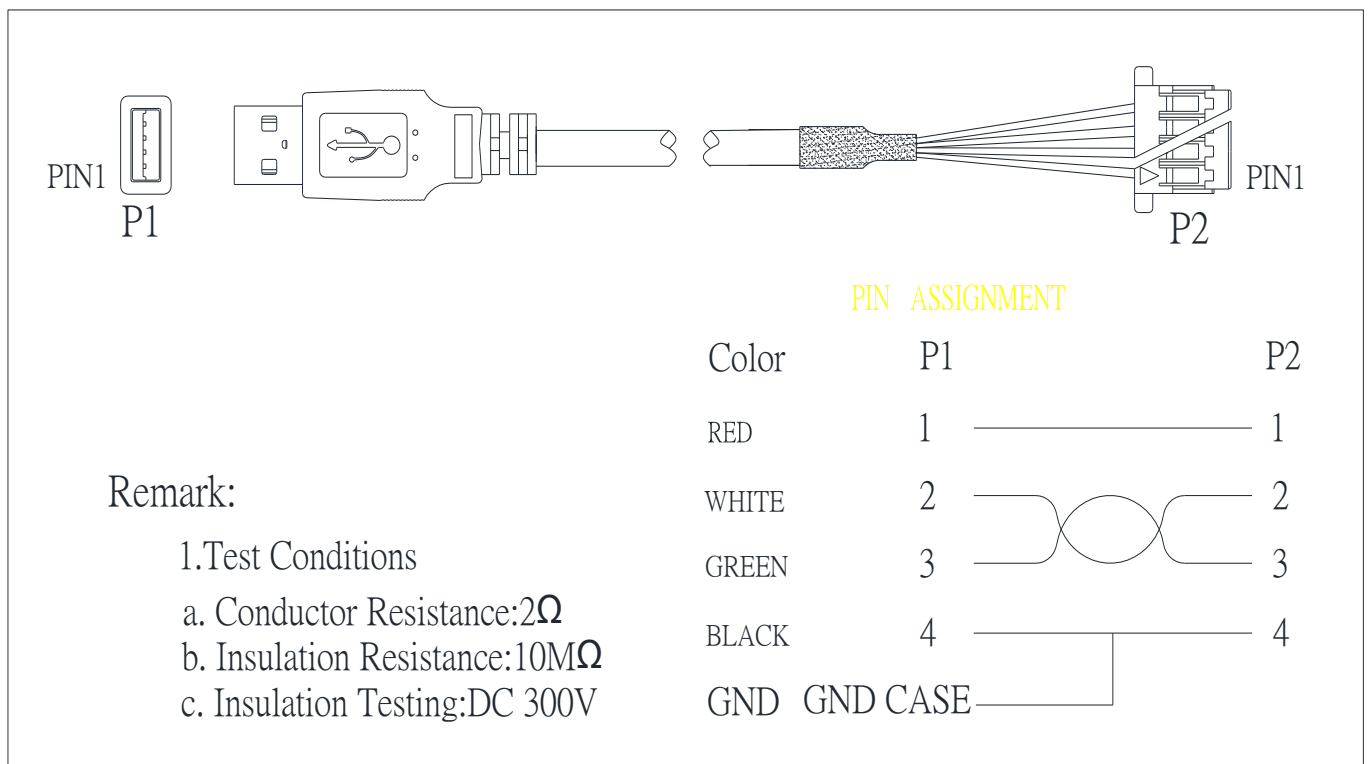 PIN1
P1
PIN1
P2
PIN ASSIGNMENT
Color P1 P2
RED 1 1
WHITE 2 2
GREEN 3 3
BLACK 4 4
GND GND CASE
Remark:
1.Test Conditions
a. Conductor Resistance:2Ω
b. Insulation Resistance:10MΩ
c. Insulation Testing:DC 300V